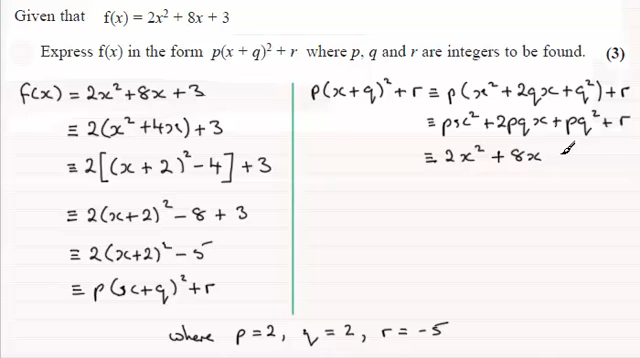 Given that f(x) = 2x² + 8x + 3
Express f(x) in the form p(x + q)² + r where p, q and r are integers to be found. (3)
f(x) = 2x² + 8x + 3
≡ 2(x² + 4x) + 3
≡ 2[(x + 2)² - 4] + 3
≡ 2(x+2)² - 8 + 3
≡ 2(x+2)² - 5
≡ p(x+q)² + r
p(x+q)² + r ≡ p(x² + 2qx + q²) + r
≡ px² + 2pqx + pq² + r
≡ 2x² + 8x
where p = 2, q = 2, r = -5